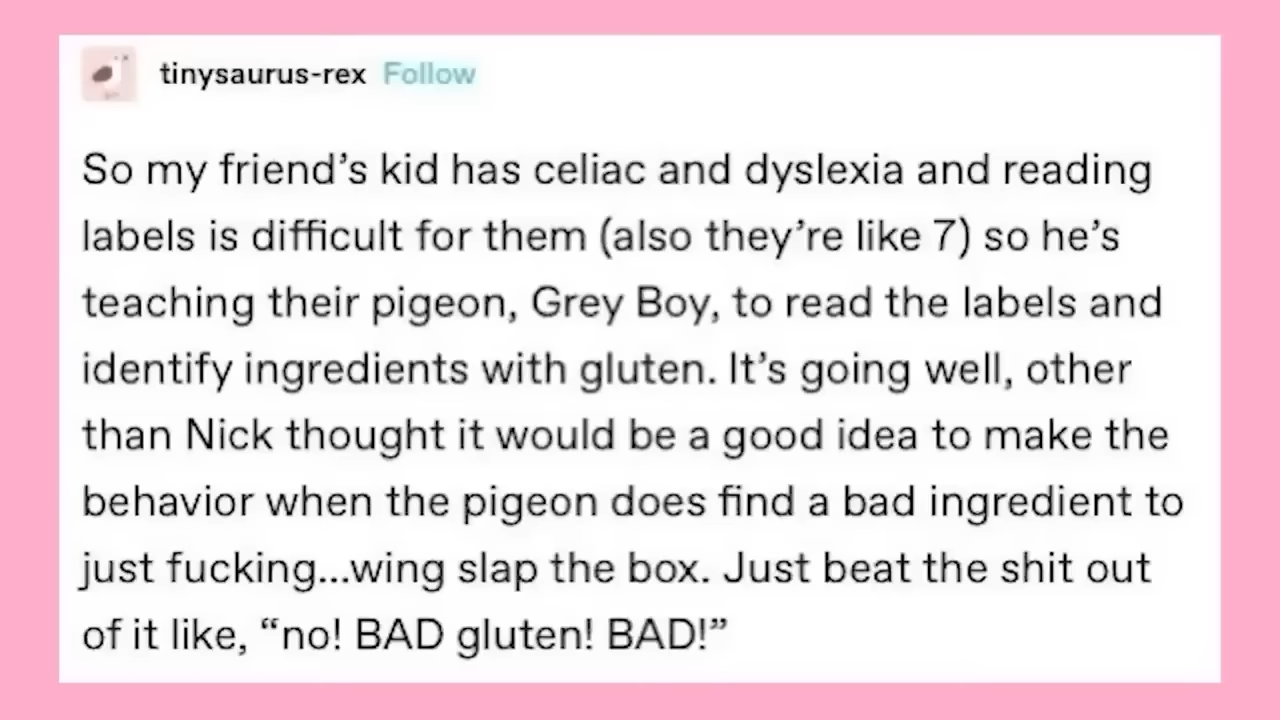 tinysaurus-rex Follow
So my friend’s kid has celiac and dyslexia and reading
labels is difficult for them (also they’re like 7) so he’s
teaching their pigeon, Grey Boy, to read the labels and
identify ingredients with gluten. It’s going well, other
than Nick thought it would be a good idea to make the
behavior when the pigeon does find a bad ingredient to
just fucking...wing slap the box. Just beat the shit out
of it like, “no! BAD gluten! BAD!”